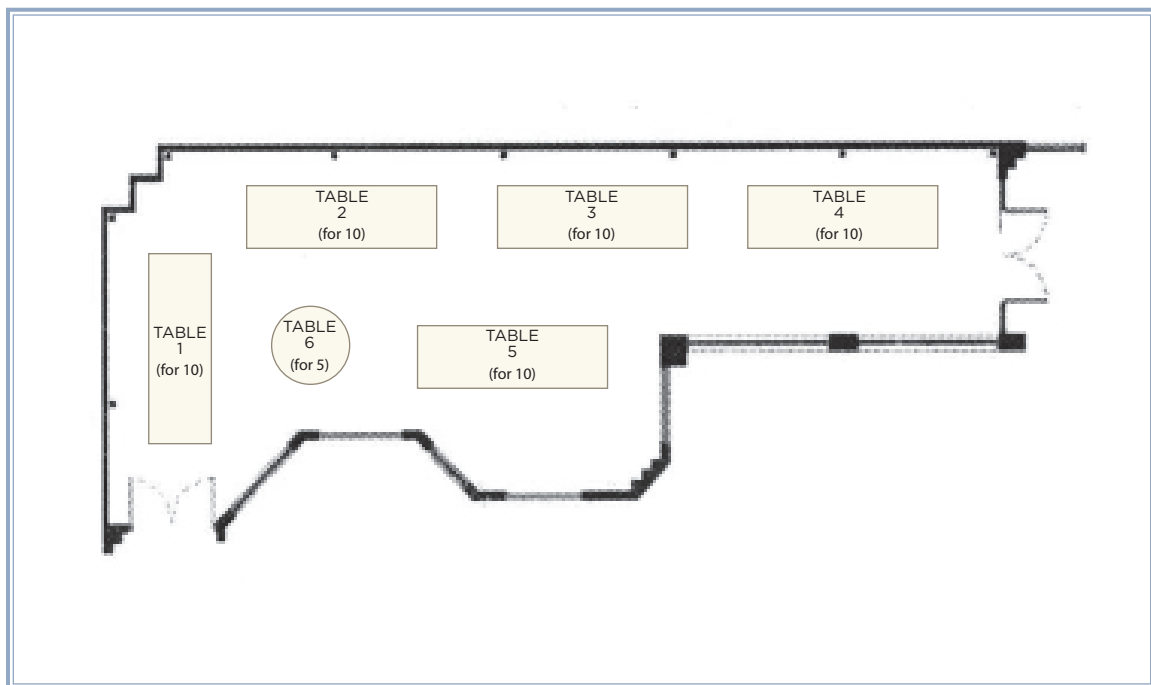 TABLE
1
(for 10)
TABLE
2
(for 10)
TABLE
3
(for 10)
TABLE
4
(for 10)
TABLE
5
(for 10)
TABLE
6
(for 5)